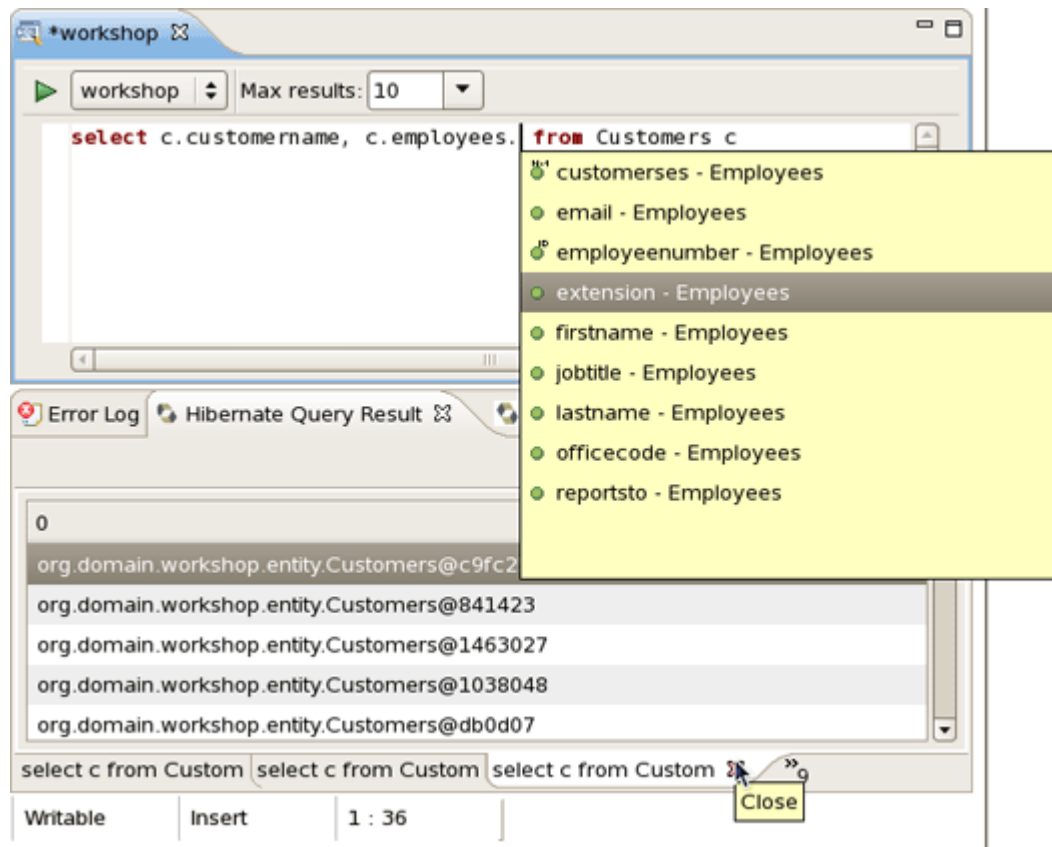 *workshop
workshop Max results: 10
select c.customername, c.employees. from Customers c
customerses - Employees
email - Employees
employeenumber - Employees
extension - Employees
firstname - Employees
jobtitle - Employees
lastname - Employees
officecode - Employees
reportsto - Employees
Error Log Hibernate Query Result
0
org.domain.workshop.entity.Customers@c9fc2
org.domain.workshop.entity.Customers@841423
org.domain.workshop.entity.Customers@1463027
org.domain.workshop.entity.Customers@1038048
org.domain.workshop.entity.Customers@db0d07
select c from Custom select c from Custom select c from Custom »9
Close
Writable Insert 1 : 36